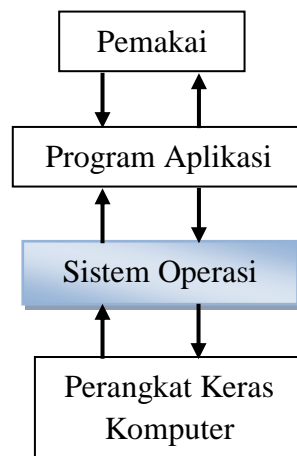 Pemakai
Program Aplikasi
Sistem Operasi
Perangkat Keras
Komputer